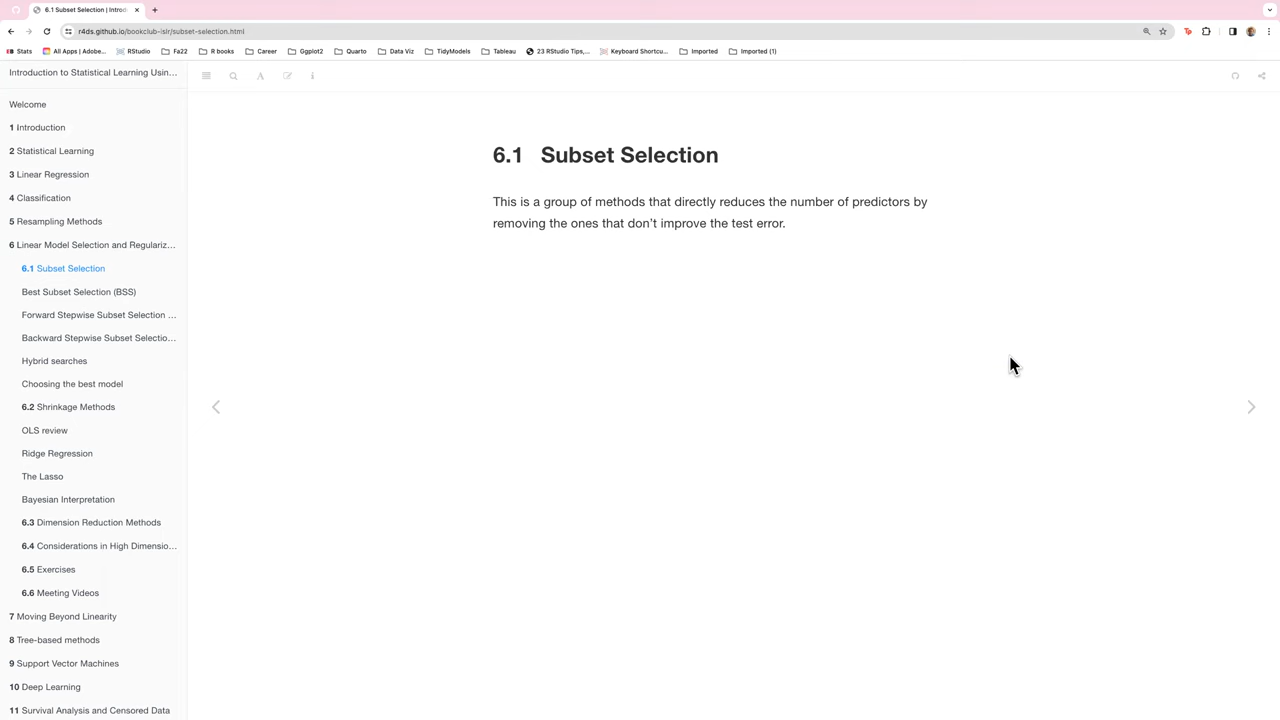 6.1 Subset Selection | Introd
r4ds.github.io/bookclub-islr/subset-selection.html
Stats
All Apps | Adobe...
RStudio
Fa22
R books
Career
Ggplot2
Quarto
Data Viz
TidyModels
Tableau
23 RStudio Tips,...
Keyboard Shortcu...
Imported
Imported (1)
Introduction to Statistical Learning Usin...
Welcome
1 Introduction
2 Statistical Learning
3 Linear Regression
4 Classification
5 Resampling Methods
6 Linear Model Selection and Regulariz...
6.1 Subset Selection
Best Subset Selection (BSS)
Forward Stepwise Subset Selection ...
Backward Stepwise Subset Selectio...
Hybrid searches
Choosing the best model
6.2 Shrinkage Methods
OLS review
Ridge Regression
The Lasso
Bayesian Interpretation
6.3 Dimension Reduction Methods
6.4 Considerations in High Dimensio...
6.5 Exercises
6.6 Meeting Videos
7 Moving Beyond Linearity
8 Tree-based methods
9 Support Vector Machines
10 Deep Learning
11 Survival Analysis and Censored Data
6.1 Subset Selection
This is a group of methods that directly reduces the number of predictors by
removing the ones that don't improve the test error.